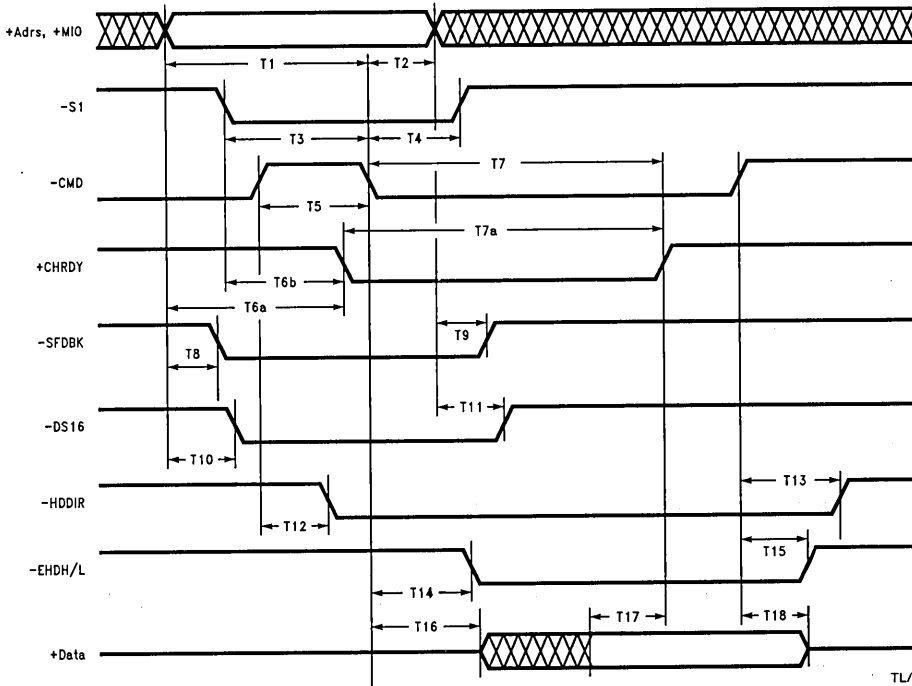 +Adrs, +MIO
T1
T2
-S1
T3
T4
-CMD
T7
T5
T7a
+CHRDY
T6b
T6a
-SFDBK
T8
T9
-DS16
T11
T10
-HDDIR
T13
T12
-EHDH/L
T15
T14
T16
T17
T18
+Data
TL/